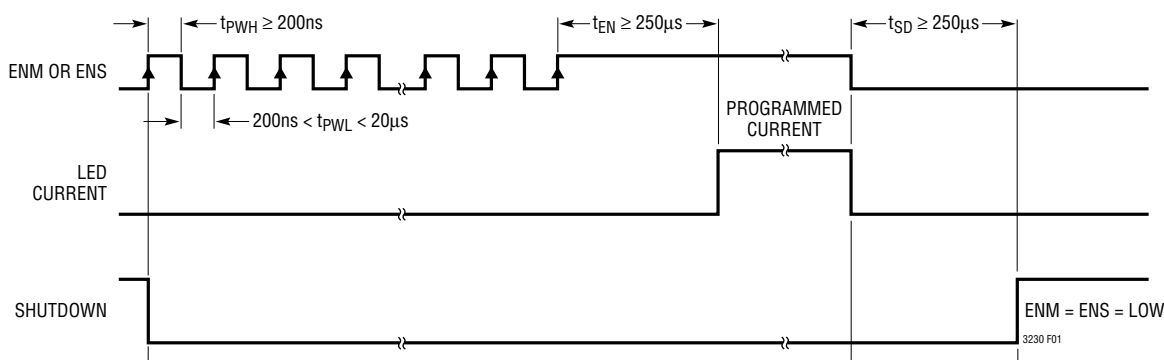 tPWH ≥ 200ns
tEN ≥ 250µs
tSD ≥ 250µs
ENM OR ENS
200ns < tPWL < 20µs
PROGRAMMED
CURRENT
LED
CURRENT
SHUTDOWN
ENM = ENS = LOW
3230 F01